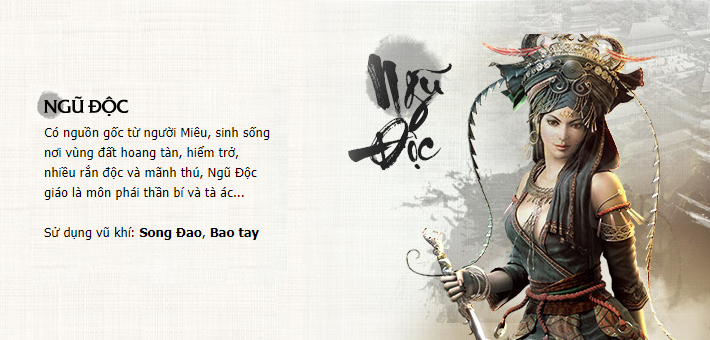 NGŨ ĐỘC
Có nguồn gốc từ người Miêu, sinh sống
nơi vùng đất hoang tàn, hiểm trở,
nhiều rắn độc và mãnh thú, Ngũ Độc
giáo là môn phái thần bí và tà ác...
Sử dụng vũ khí: Song Đao, Bao tay
Ngũ
Độc